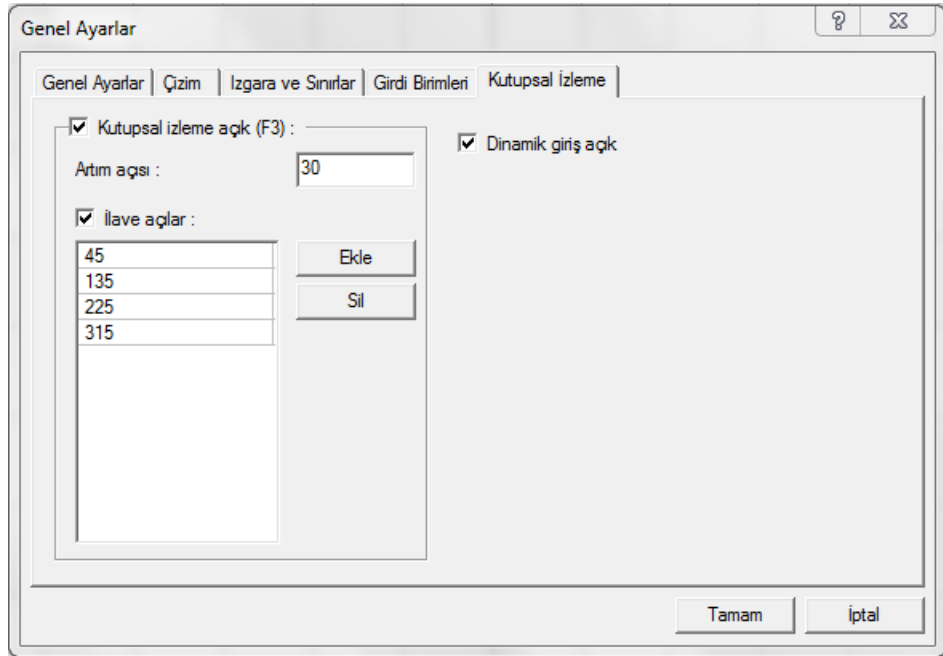 Genel Ayarlar
Genel Ayarlar Çizim Izgara ve Sınırlar Girdi Birimleri Kutupsal İzleme
Kutupsal izleme açık (F3) :
Dinamik giriş açık
Artım açısı : 30
İlave açılar :
45
135
225
315
Ekle
Sil
Tamam İptal